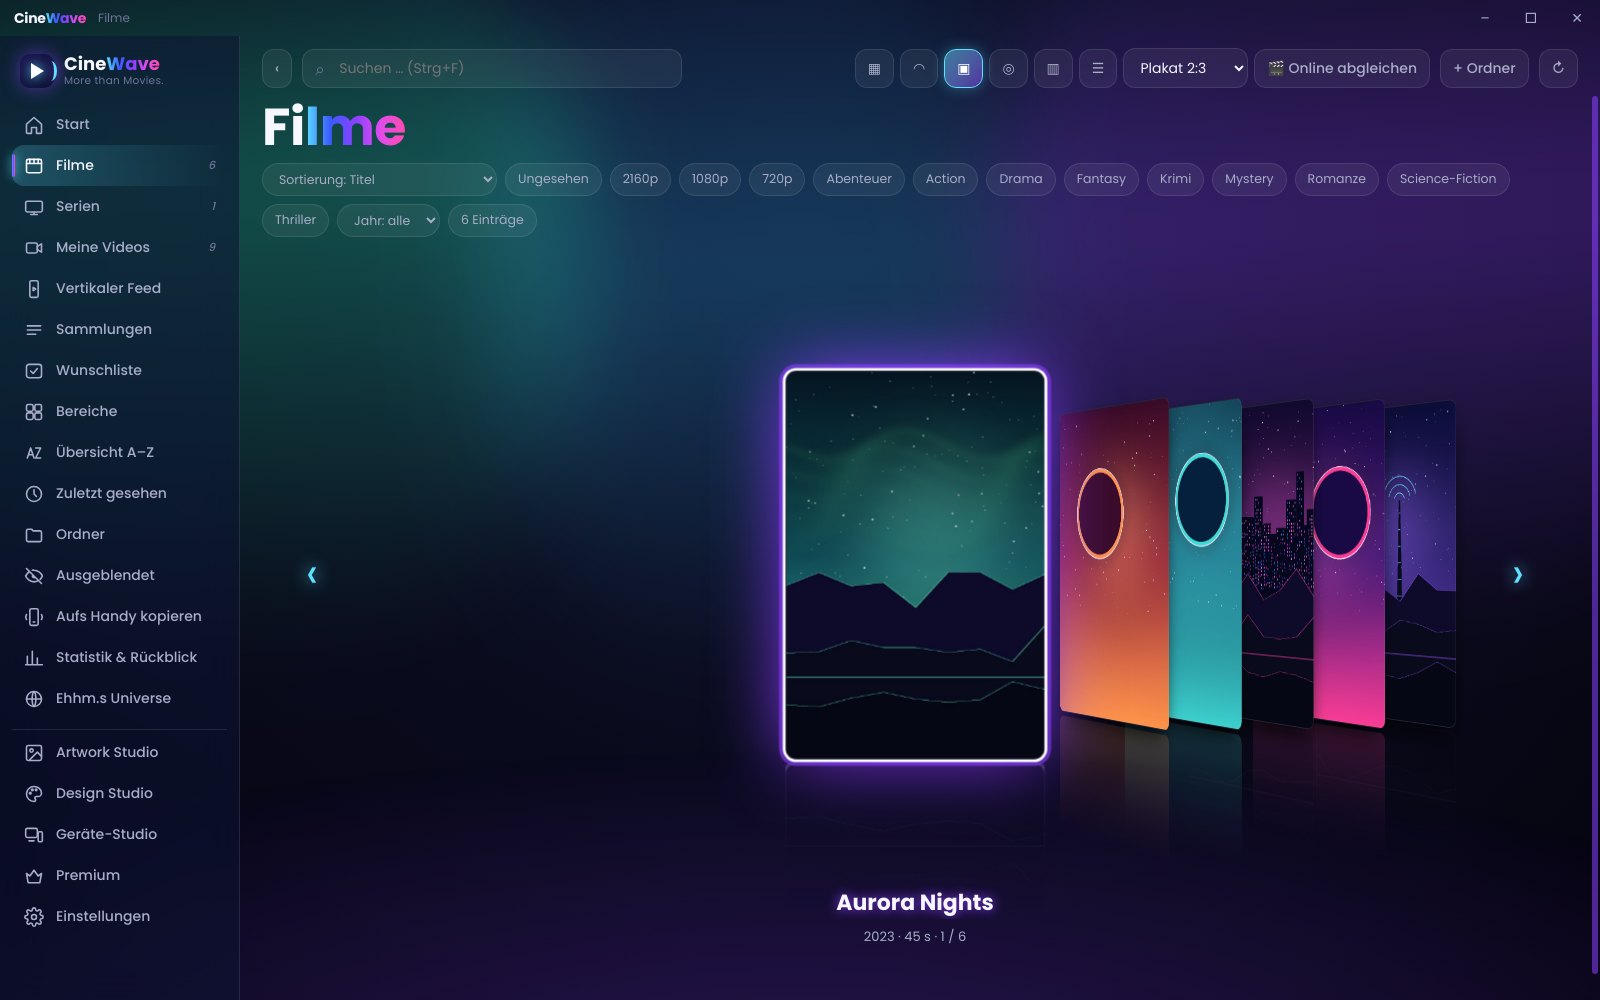 CineWave Filme
CineWave
More than Movies.
Start
Filme 6
Serien 1
Meine Videos 9
Vertikaler Feed
Sammlungen
Wunschliste
Bereiche
Übersicht A–Z
Zuletzt gesehen
Ordner
Ausgeblendet
Aufs Handy kopieren
Statistik & Rückblick
Ehhm.s Universe
Artwork Studio
Design Studio
Geräte-Studio
Premium
Einstellungen
Suchen … (Strg+F)
Plakat 2:3
Online abgleichen
+ Ordner
Filme
Sortierung: Titel
Ungesehen
2160p
1080p
720p
Abenteuer
Action
Drama
Fantasy
Krimi
Mystery
Romanze
Science-Fiction
Thriller
Jahr: alle
6 Einträge
Aurora Nights
2023 · 45 s · 1 / 6